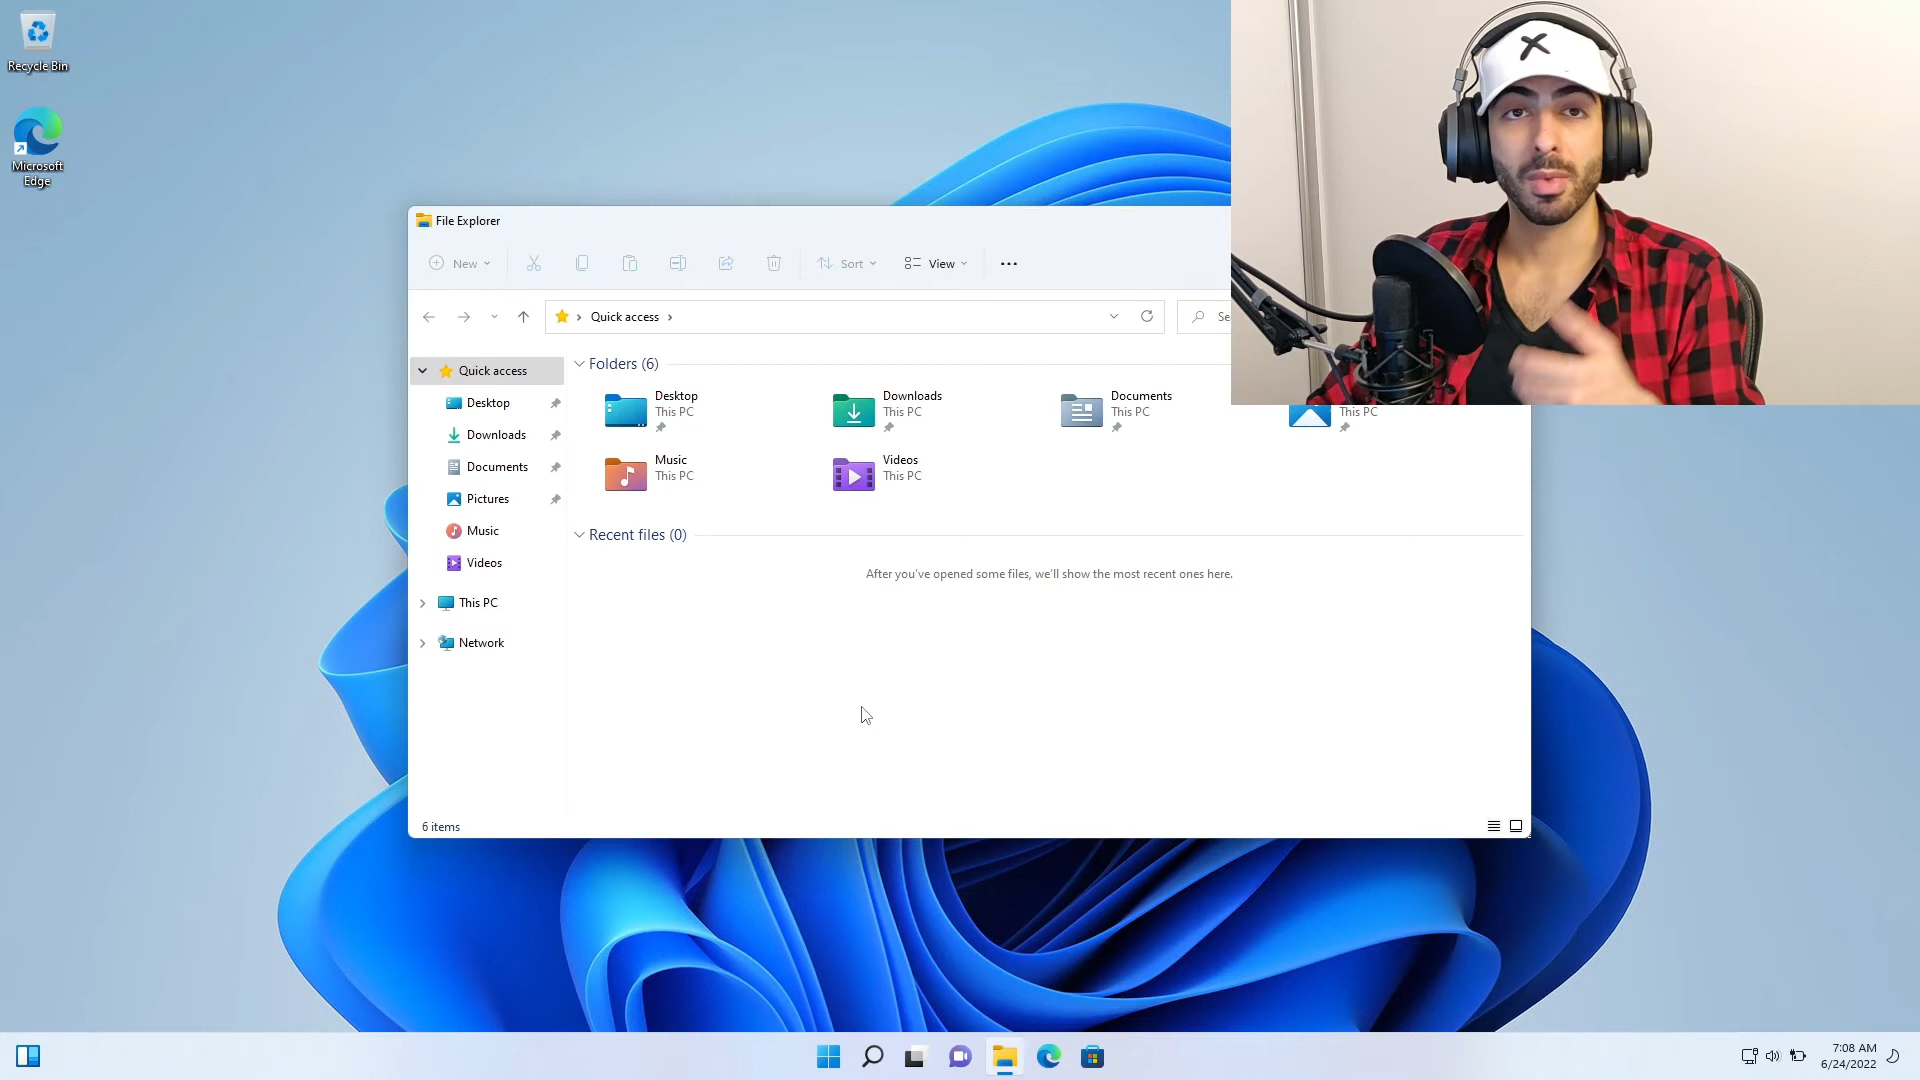 Recycle Bin
Microsoft
Edge
File Explorer
New
Sort
View
Quick access
Se
Quick access
Desktop
Downloads
Documents
Pictures
Music
Videos
This PC
Network
Folders (6)
Desktop
This PC
Downloads
This PC
Documents
This PC
This PC
Music
This PC
Videos
This PC
Recent files (0)
After you've opened some files, we'll show the most recent ones here.
6 items
7:08 AM
6/24/2022